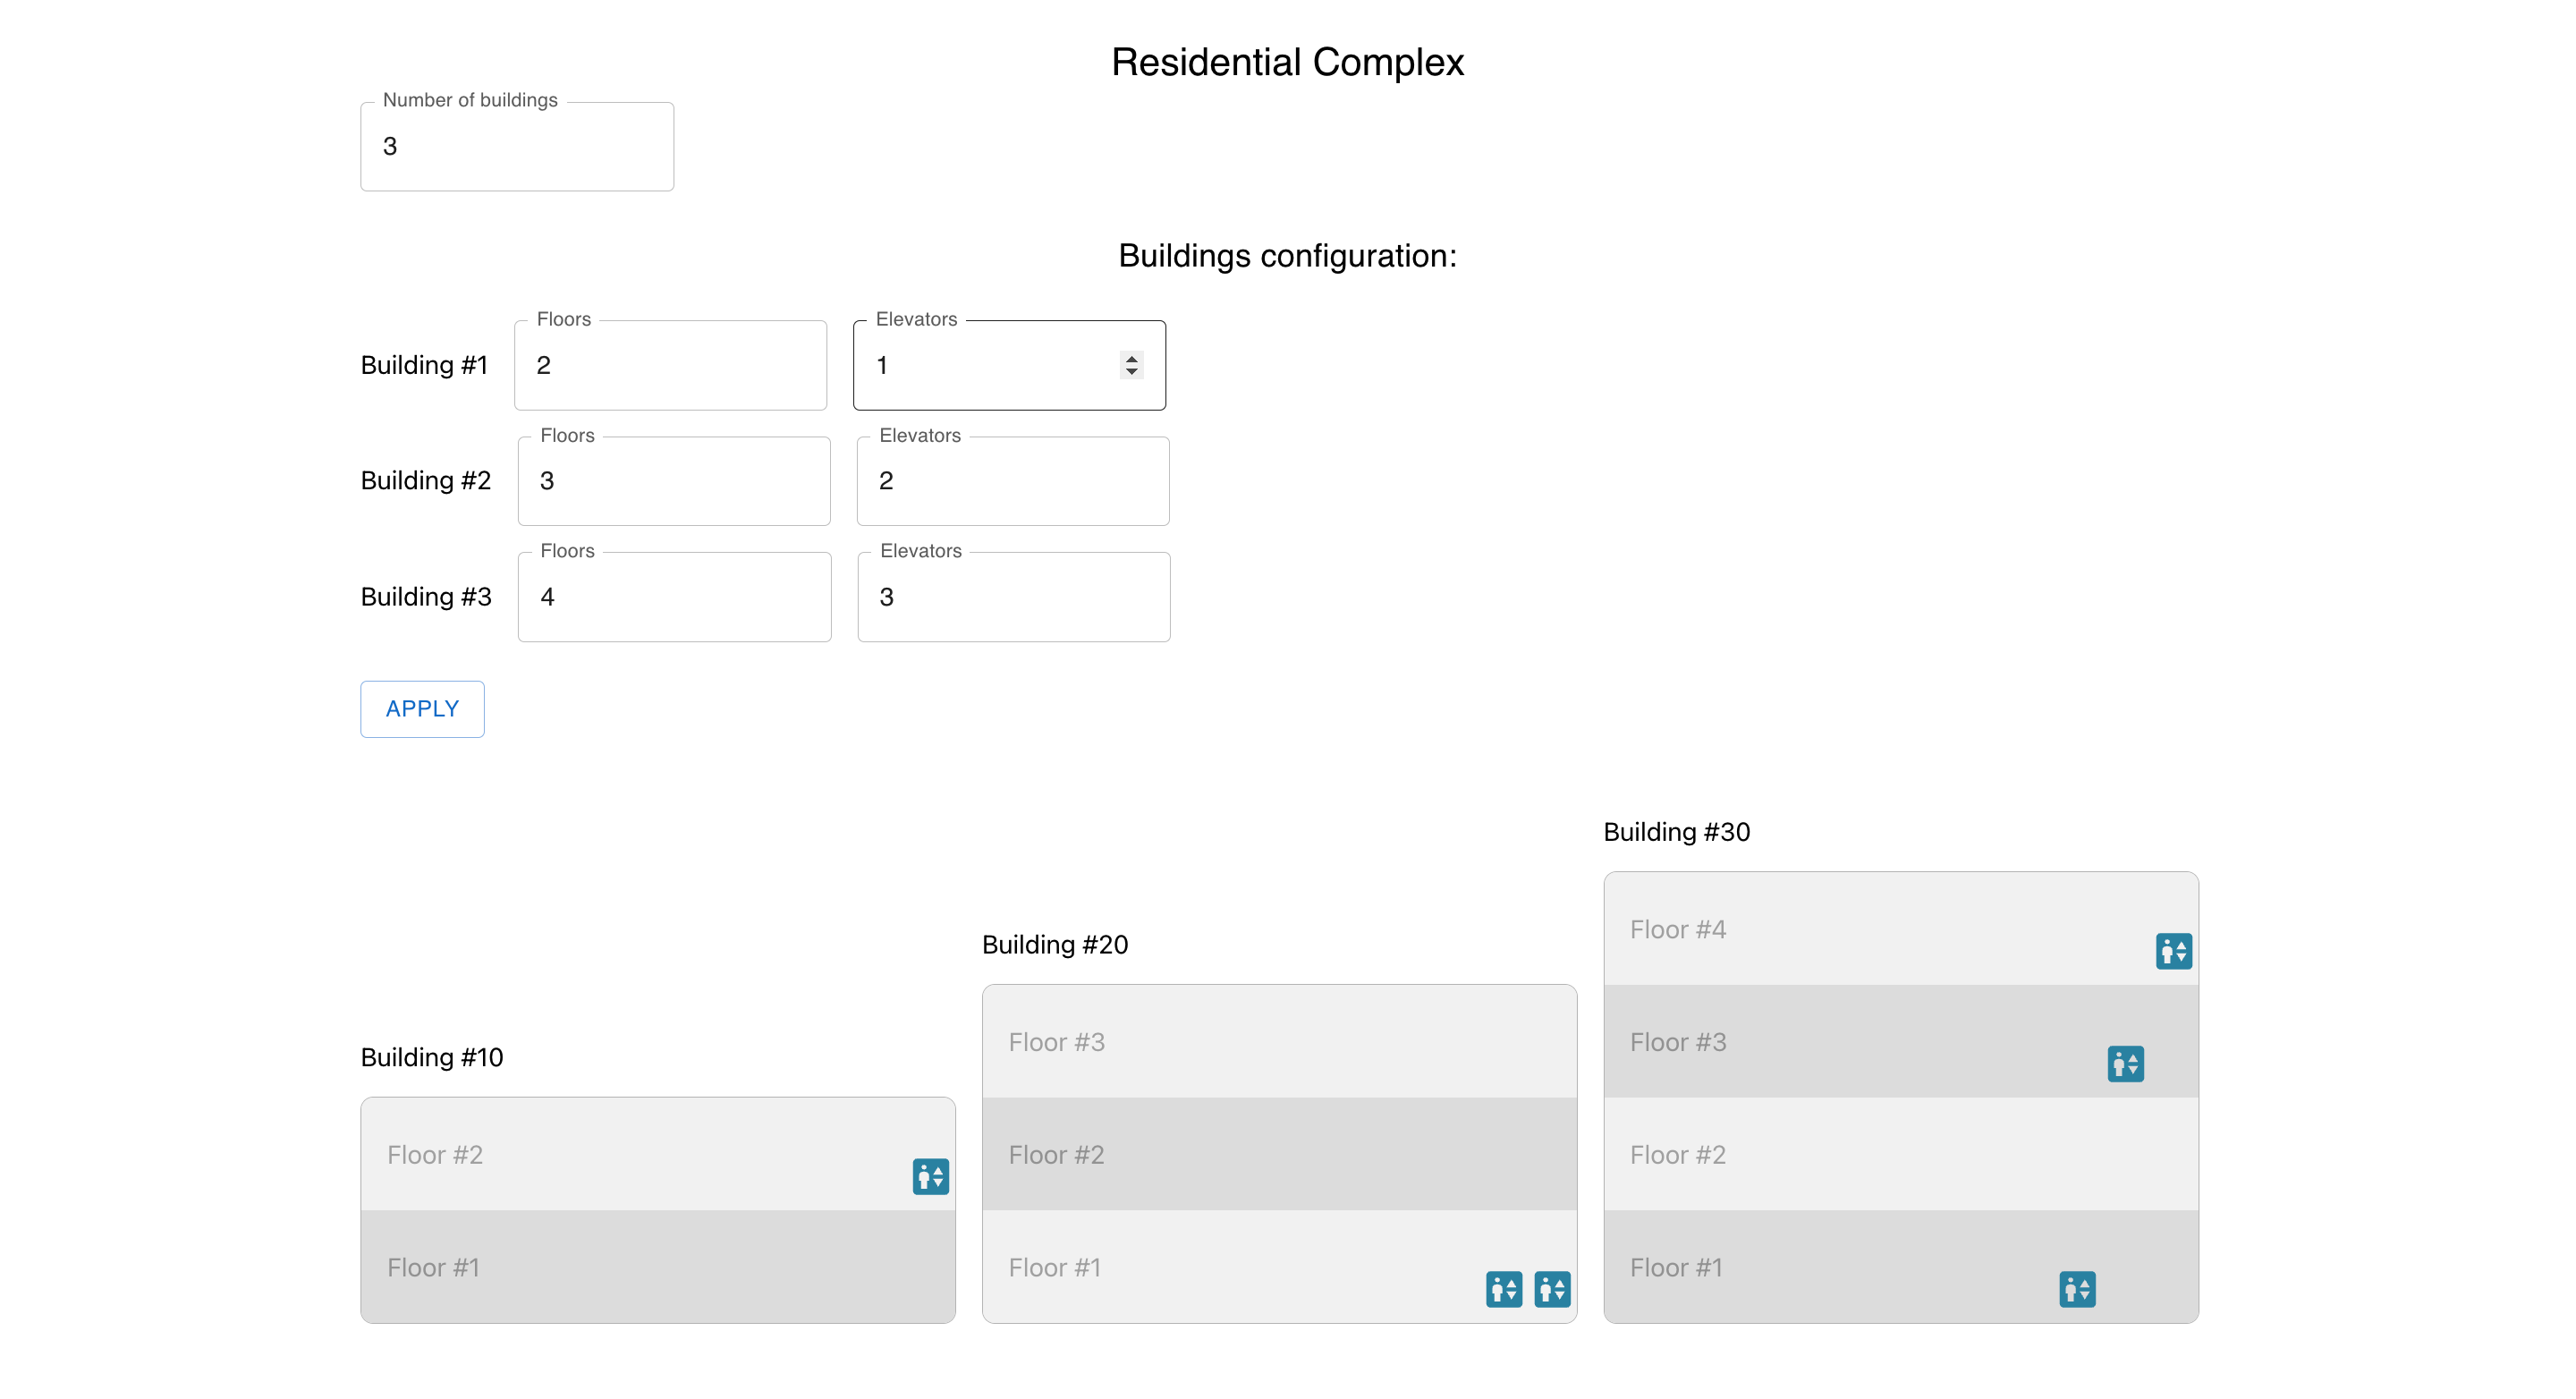 Residential Complex
Number of buildings
3
Buildings configuration:
Floors Elevators
Building #1 2 1
Floors Elevators
Building #2 3 2
Floors Elevators
Building #3 4 3
APPLY
Building #10
Floor #2
Floor #1
Building #20
Floor #3
Floor #2
Floor #1
Building #30
Floor #4
Floor #3
Floor #2
Floor #1